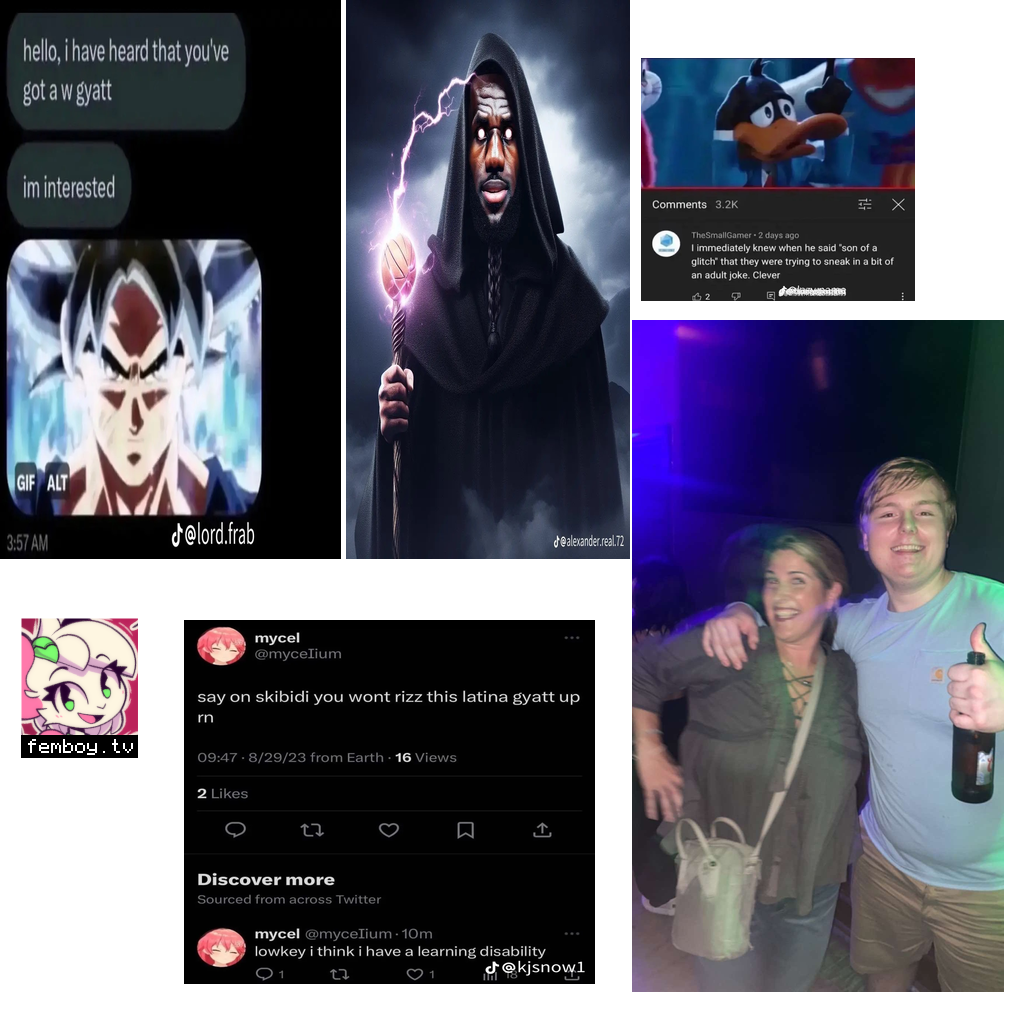 hello, i have heard that you've
got a w gyatt
im interested
GIF ALT
3:57 AM
@lord.frab
@alexander.real.72
Comments 3.2K
TheSmallGamer • 2 days ago
I immediately knew when he said "son of a
glitch" that they were trying to sneak in a bit of
an adult joke. Clever
2
femboy.tv
mycel
@myceIium
say on skibidi you wont rizz this latina gyatt up
rn
09:47 · 8/29/23 from Earth · 16 Views
2 Likes
Discover more
Sourced from across Twitter
mycel @myceIium · 10m
lowkey i think i have a learning disability
1 1
@kjsnow1